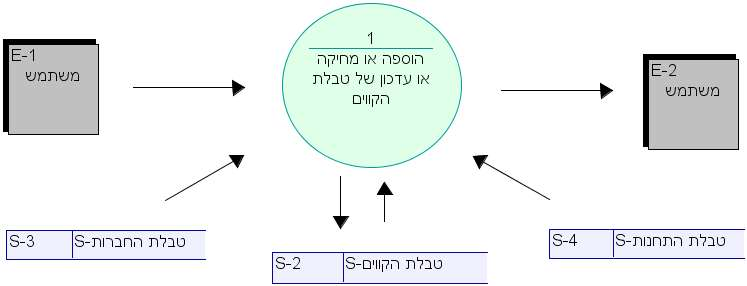 E-1
משתמש
1
הוספה או מחיקה
או עדכון של טבלת
הקווים
E-2
משתמש
S-3
S-טבלת החברות
S-2
S-טבלת הקווים
S-4
S-טבלת התחנות